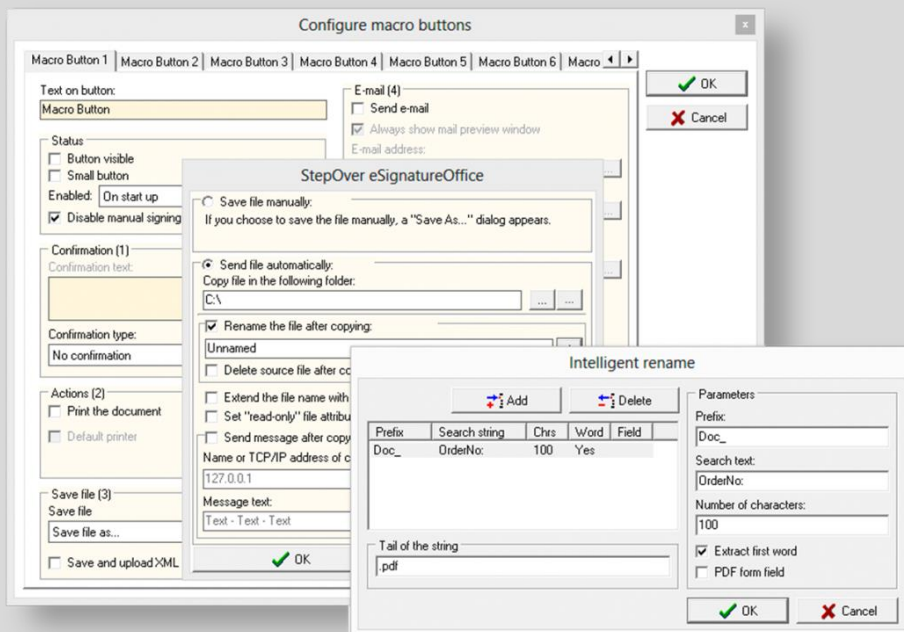 Configure macro buttons
x
Macro Button 1 Macro Button 2 Macro Button 3 Macro Button 4 Macro Button 5 Macro Button 6 Macro
OK
Cancel
Text on button:
Macro Button
Status
Button visible
Small button
Enabled: On start up
Disable manual signing
Confirmation (1)
Confirmation text:
Confirmation type:
No confirmation
Actions (2)
Print the document
Default printer
Save file (3)
Save file
Save file as...
Save and upload XML
E-mail (4)
Send e-mail
Always show mail preview window
E-mail address:
StepOver eSignatureOffice
Save file manually:
If you choose to save the file manually, a "Save As..." dialog appears.
Send file automatically:
Copy file in the following folder:
C:\
... ...
Rename the file after copying:
Unnamed
Delete source file after
Extend the file name with
Set "read-only" file
Send message after copy
Name or TCP/IP address of
127.0.0.1
Message text:
Text - Text - Text
OK
Intelligent rename
Add Delete
Prefix Search string Chrs Word Field
Doc_ OrderNo: 100 Yes
Tail of the string
.pdf
Parameters
Prefix:
Doc_
Search text:
OrderNo:
Number of characters:
100
Extract first word
PDF form field
OK Cancel